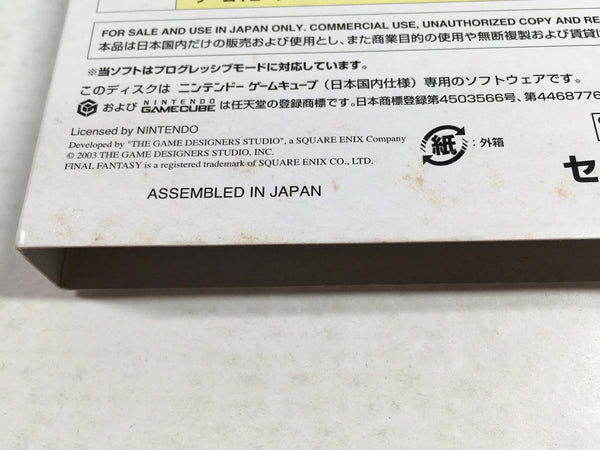 FOR SALE AND USE IN JAPAN ONLY. COMMERCIAL USE, UNAUTHORIZED COPY AND
本品は日本国内だけの販売および使用とし、また商業目的の使用や無断複製および賃貸は
※当ソフトはプログレッシブモードに対応しています。
このディスクは ニンテンドー ゲームキューブ (日本国内仕様) 専用のソフトウェアです。
および NINTENDO GAMECUBE は任天堂の登録商標です。日本商標登録第4503566号、第4468776
Licensed by NINTENDO
Developed by "THE GAME DESIGNERS STUDIO", a SQUARE ENIX Company
© 2003 THE GAME DESIGNERS STUDIO, INC.
FINAL FANTASY is a registered trademark of SQUARE ENIX CO., LTD.
紙 :外箱
セ
ASSEMBLED IN JAPAN